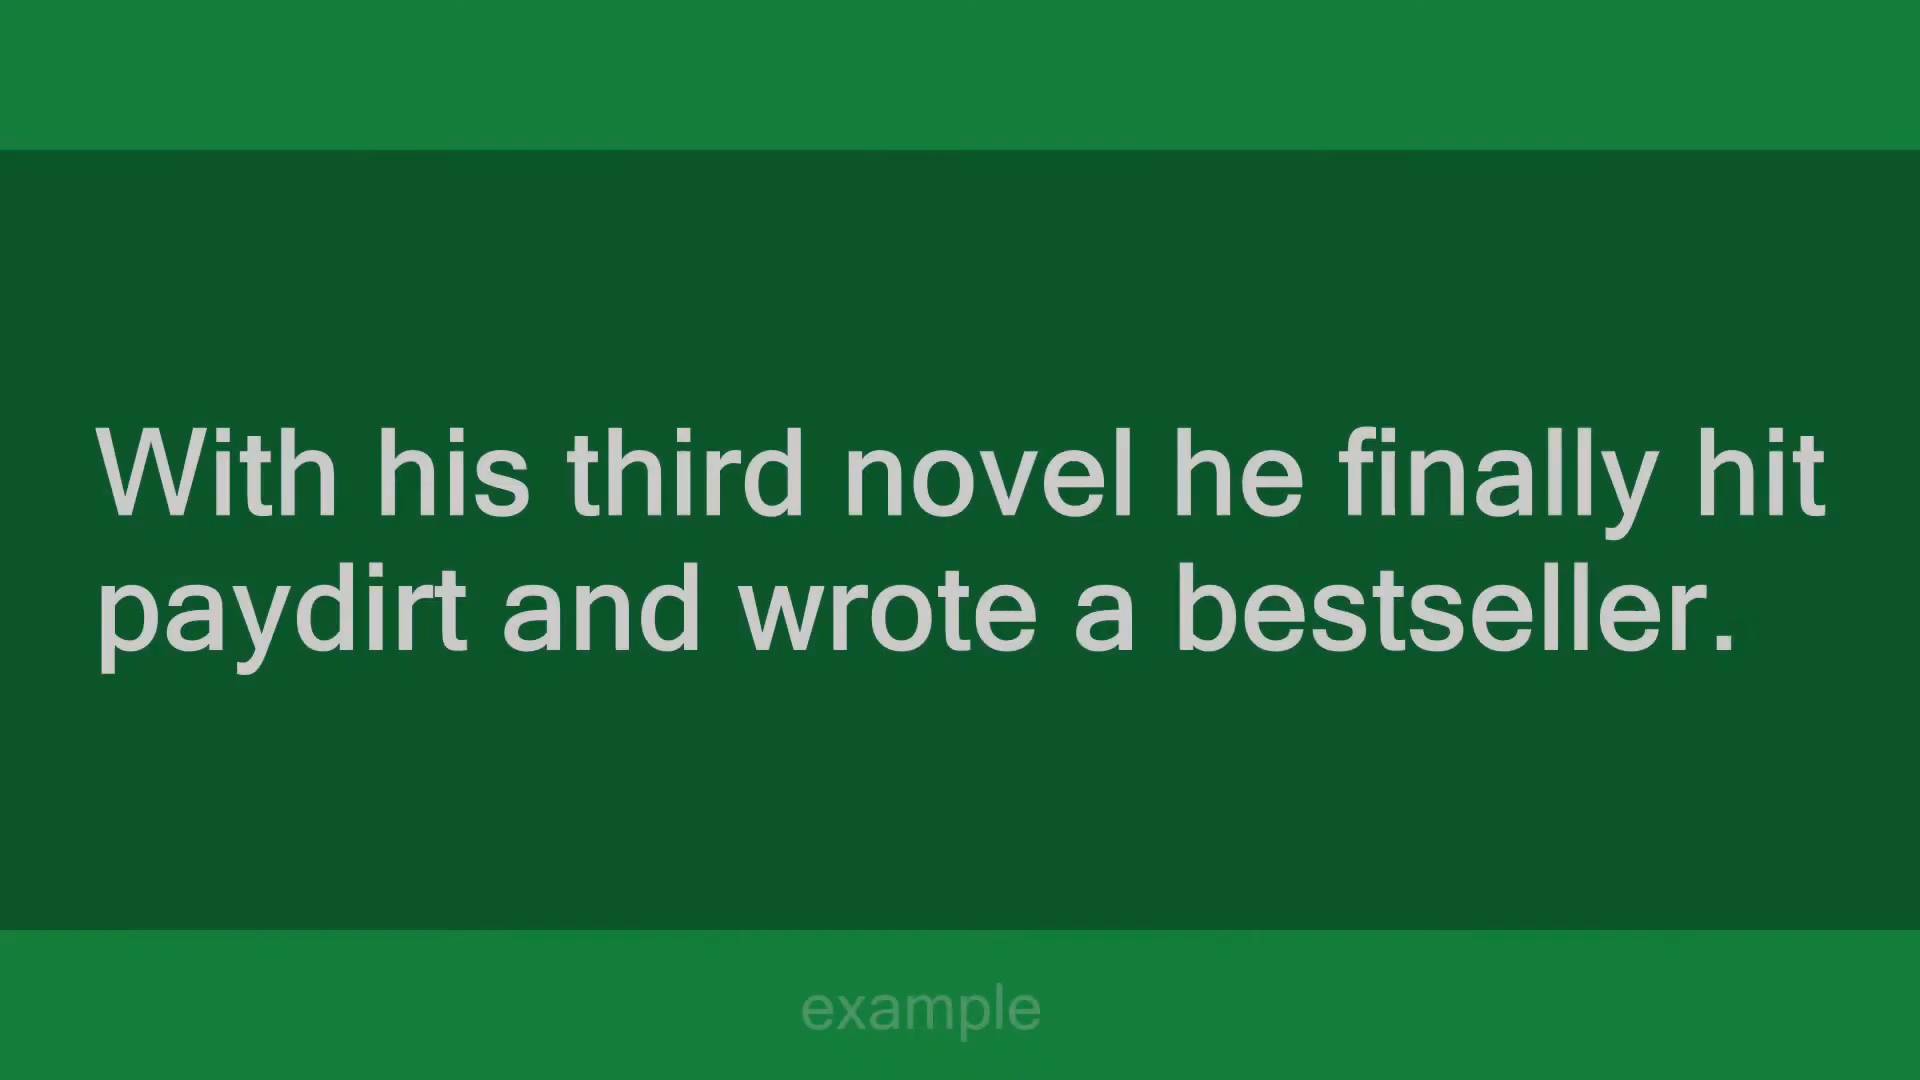 With his third novel he finally hit
paydirt and wrote a bestseller.
example